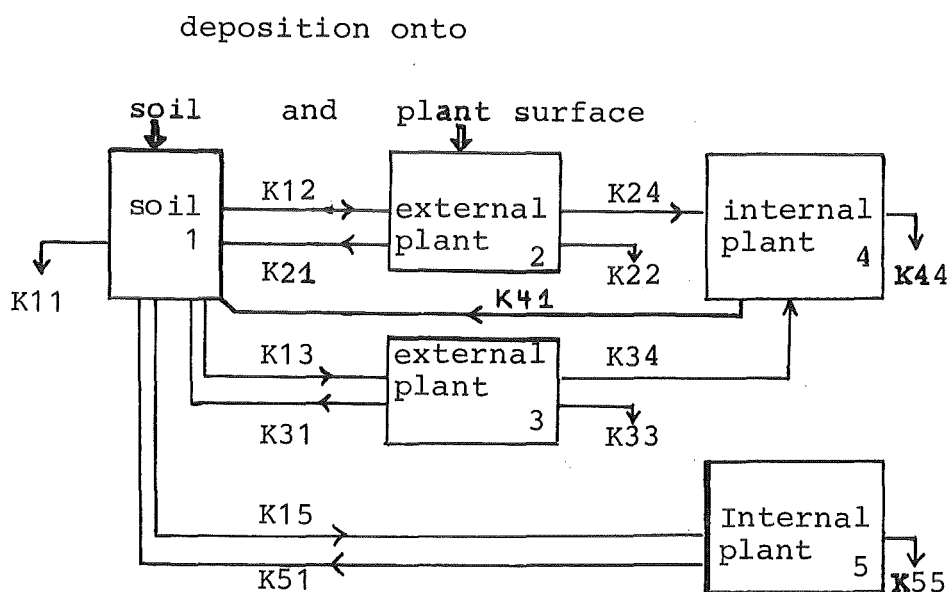 deposition onto
soil and plant surface
soil
1
K12
K21
external
plant
2
K24
K22
internal
plant
4
K44
K11
K41
K13
K31
external
plant
3
K34
K33
K15
K51
Internal
plant
5
K55